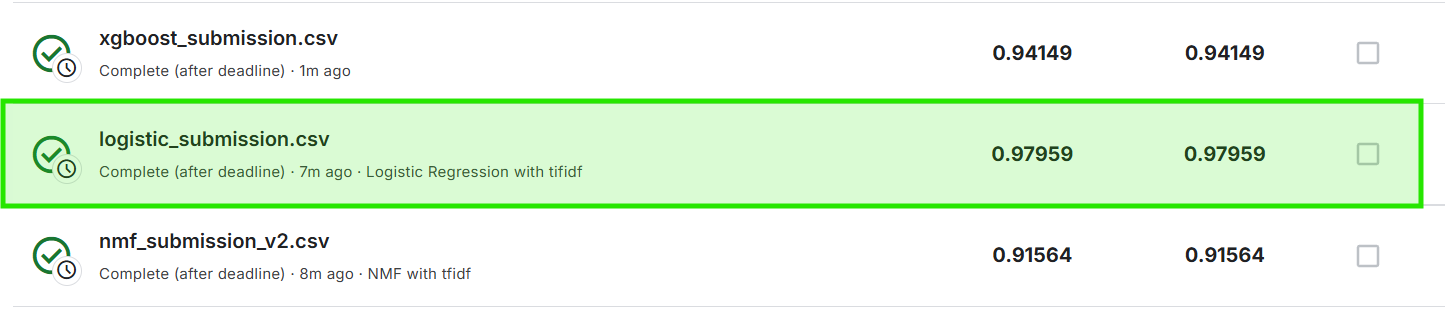 xgboost_submission.csv
0.94149 0.94149
Complete (after deadline) · 1m ago
logistic_submission.csv
0.97959 0.97959
Complete (after deadline) · 7m ago · Logistic Regression with tifidf
nmf_submission_v2.csv
0.91564 0.91564
Complete (after deadline) · 8m ago · NMF with tfidf